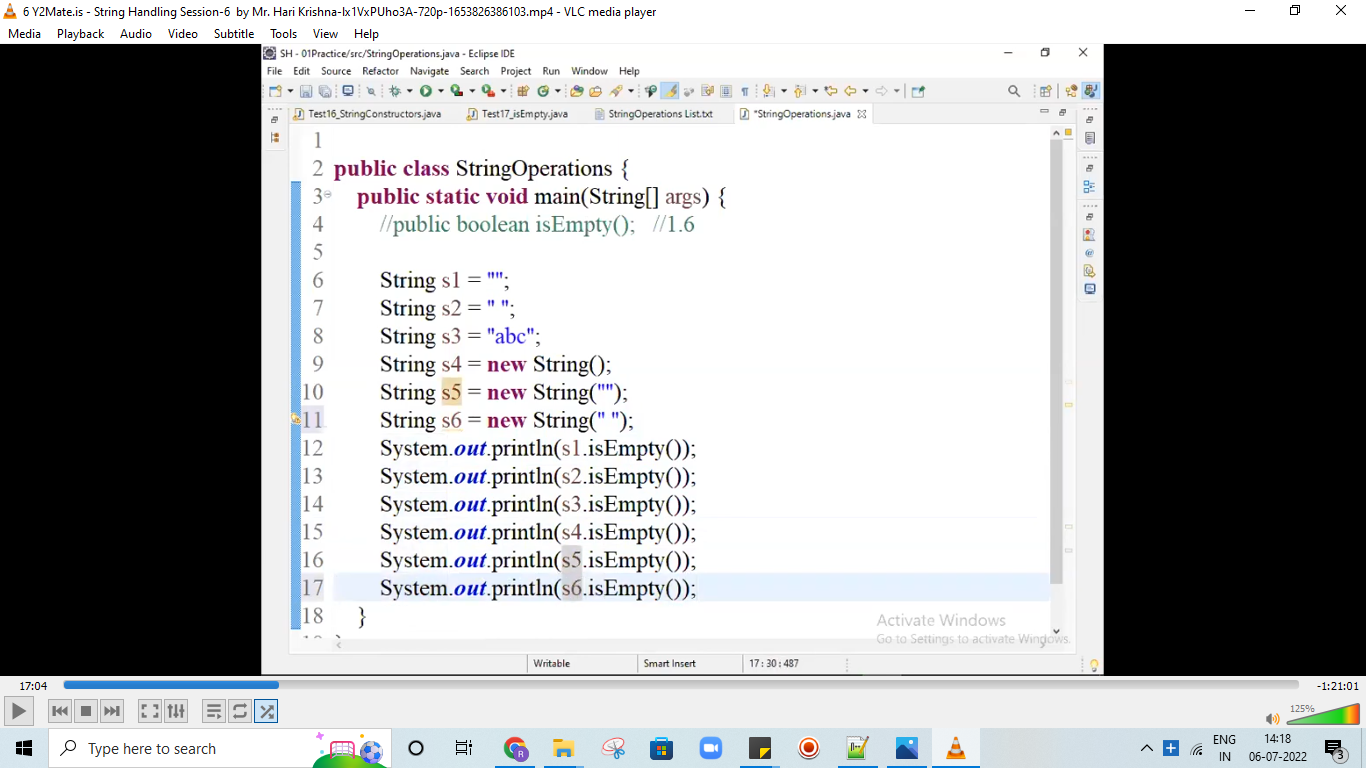 6 Y2Mate.is - String Handling Session-6 by Mr. Hari Krishna-Ix1VxPUho3A-720p-1653826386103.mp4 - VLC media player
Media Playback Audio Video Subtitle Tools View Help
SH - 01Practice/src/StringOperations.java - Eclipse IDE
File Edit Source Refactor Navigate Search Project Run Window Help
Test16_StringConstructors.java Test17_isEmpty.java StringOperations List.txt *StringOperations.java
1
2 public class StringOperations {
3 public static void main(String[] args) {
4 //public boolean isEmpty(); //1.6
5
6 String s1 = "";
7 String s2 = " ";
8 String s3 = "abc";
9 String s4 = new String();
10 String s5 = new String("");
11 String s6 = new String(" ");
12 System.out.println(s1.isEmpty());
13 System.out.println(s2.isEmpty());
14 System.out.println(s3.isEmpty());
15 System.out.println(s4.isEmpty());
16 System.out.println(s5.isEmpty());
17 System.out.println(s6.isEmpty());
18 }
Activate Windows
Go to Settings to activate Windows.
Writable Smart Insert 17 : 30 : 487
17:04 -1:21:01
125%
Type here to search
ENG 14:18
IN 06-07-2022
3